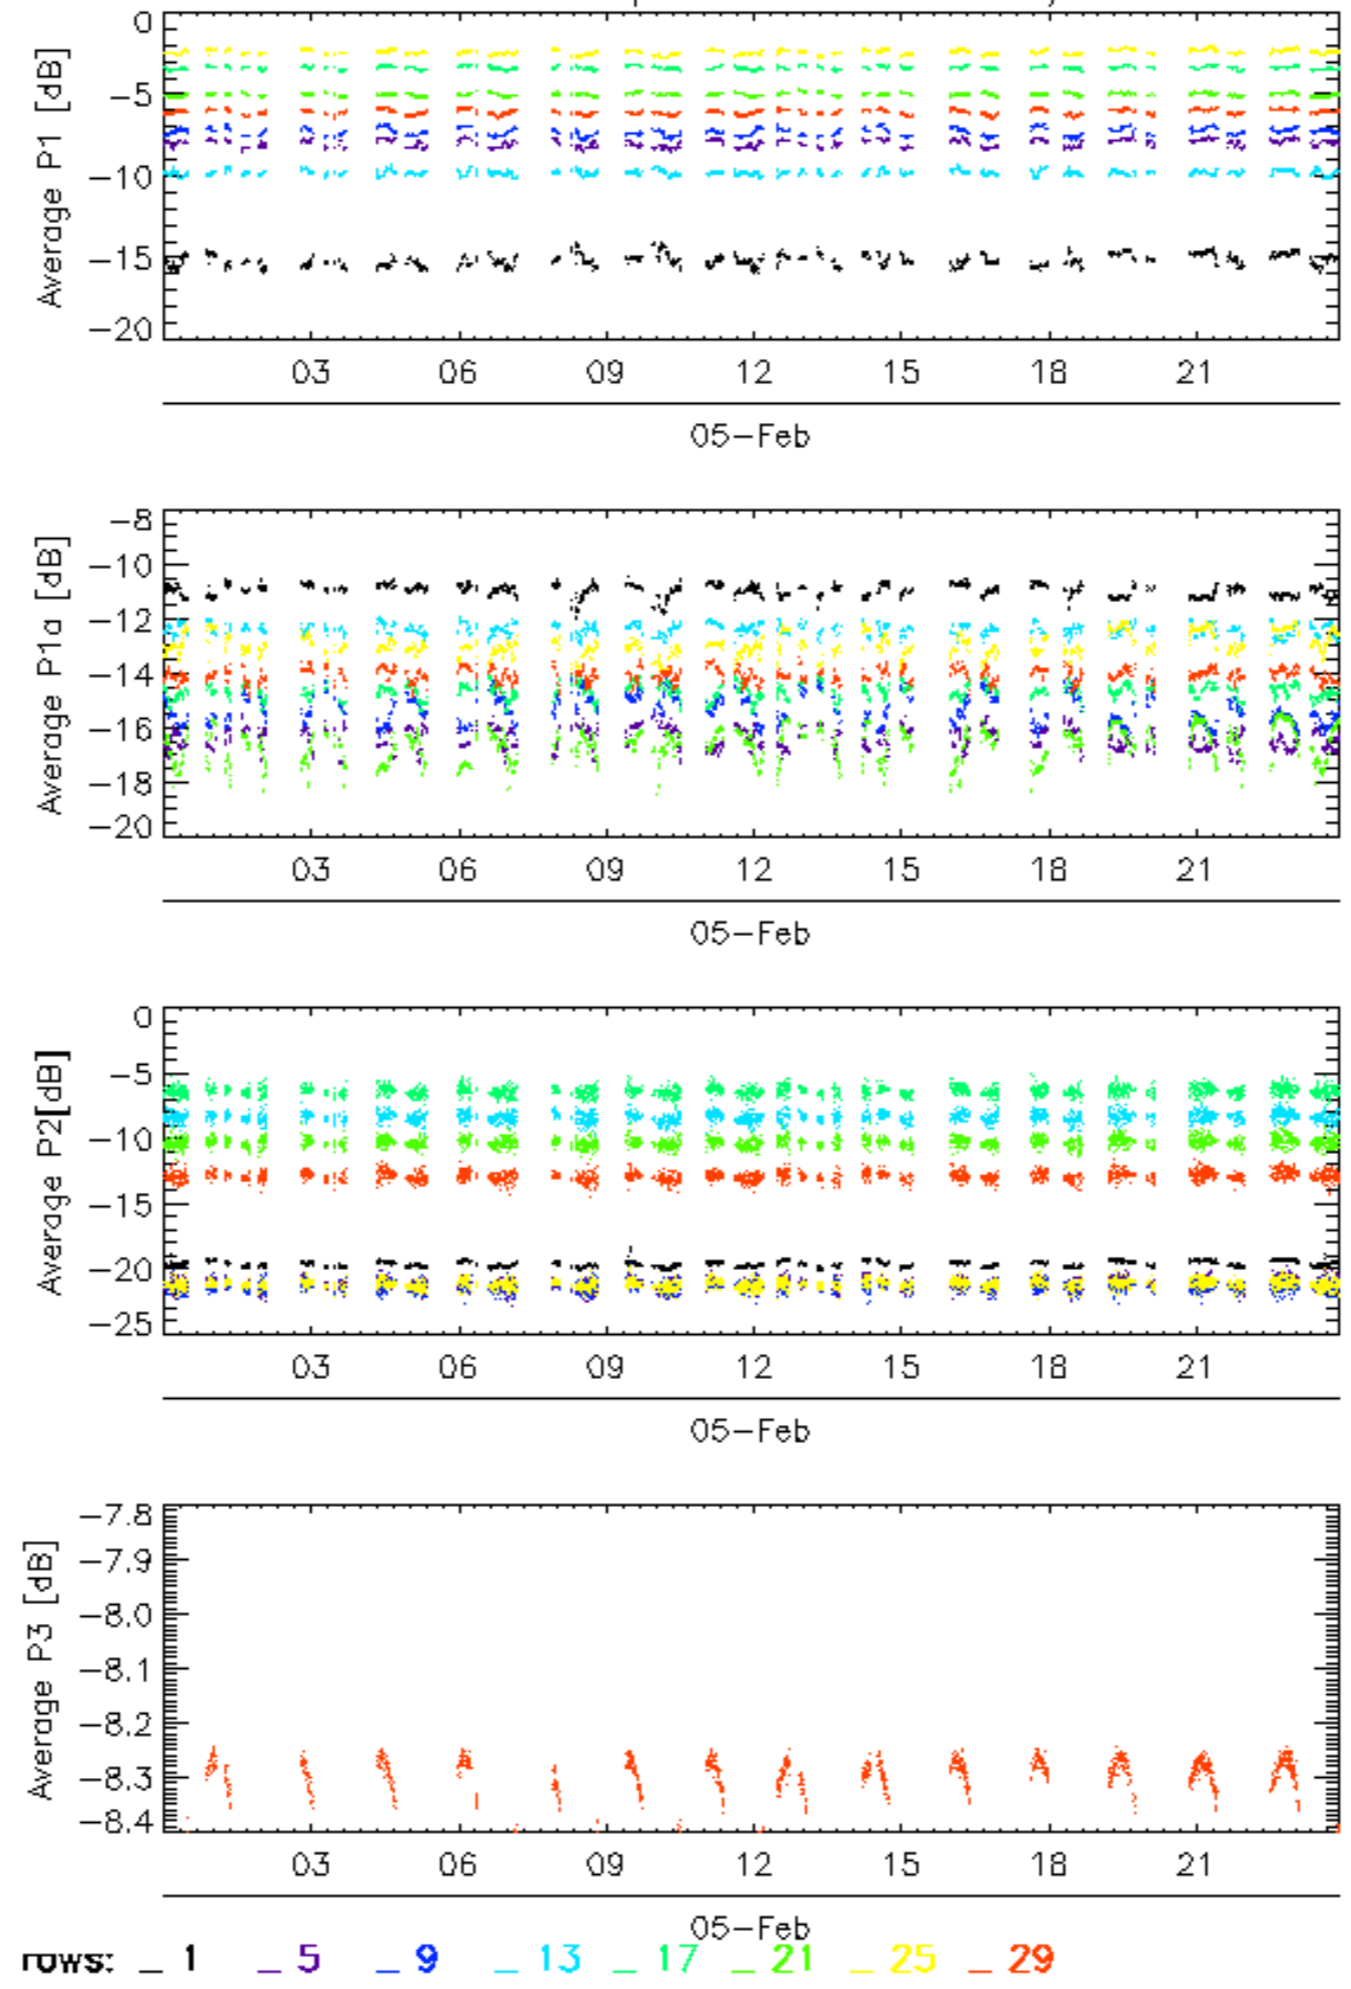 Average P1 [dB]
0
−5
−10
−15
−20
03 06 09 12 15 18 21
05−Feb
Average P1a [dB]
−8
−10
−12
−14
−16
−18
−20
03 06 09 12 15 18 21
05−Feb
Average P2[dB]
0
−5
−10
−15
−20
−25
03 06 09 12 15 18 21
05−Feb
Average P3 [dB]
−7.8
−7.9
−8.0
−8.1
−8.2
−8.3
−8.4
03 06 09 12 15 18 21
05−Feb
rows: _ 1 _ 5 _ 9 _ 13 _ 17 _ 21 _ 25 _ 29